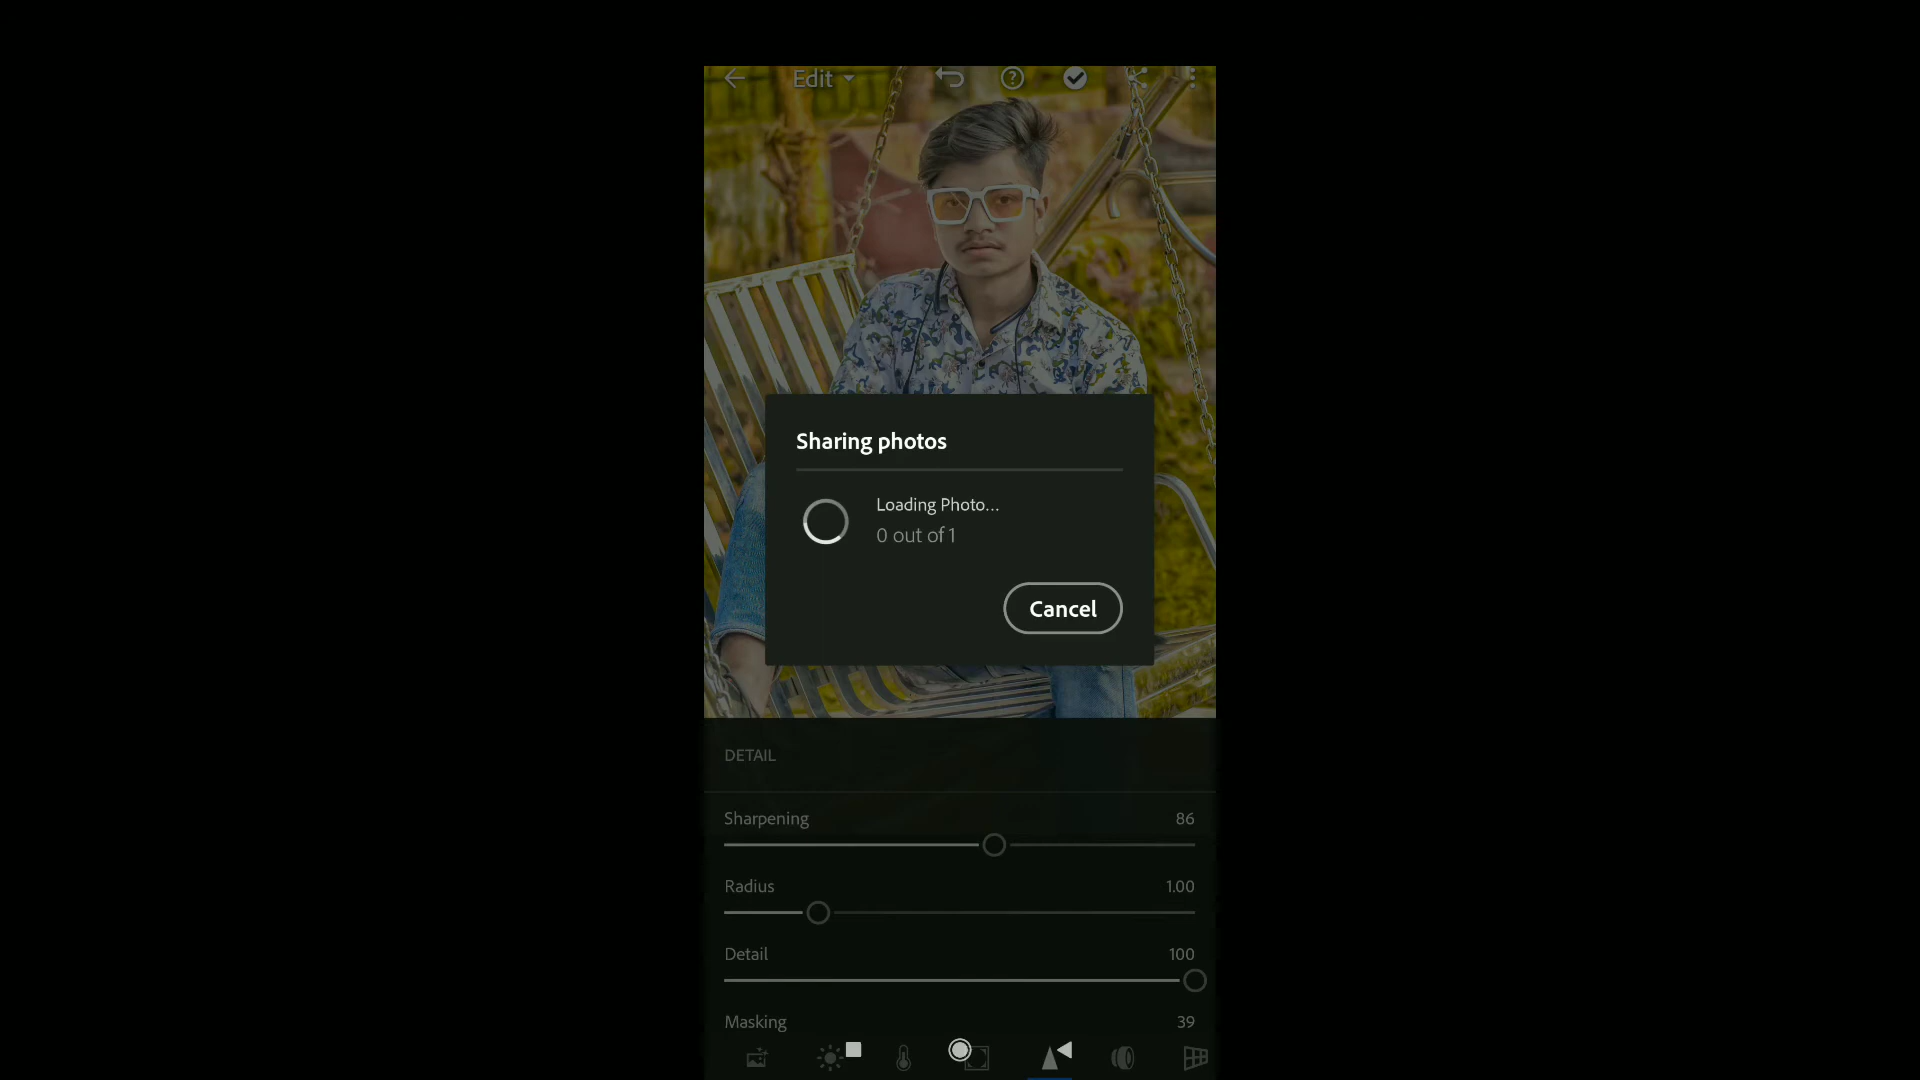 Edit
Sharing photos
Loading Photo...
0 out of 1
Cancel
DETAIL
Sharpening 86
Radius 1.00
Detail 100
Masking 39